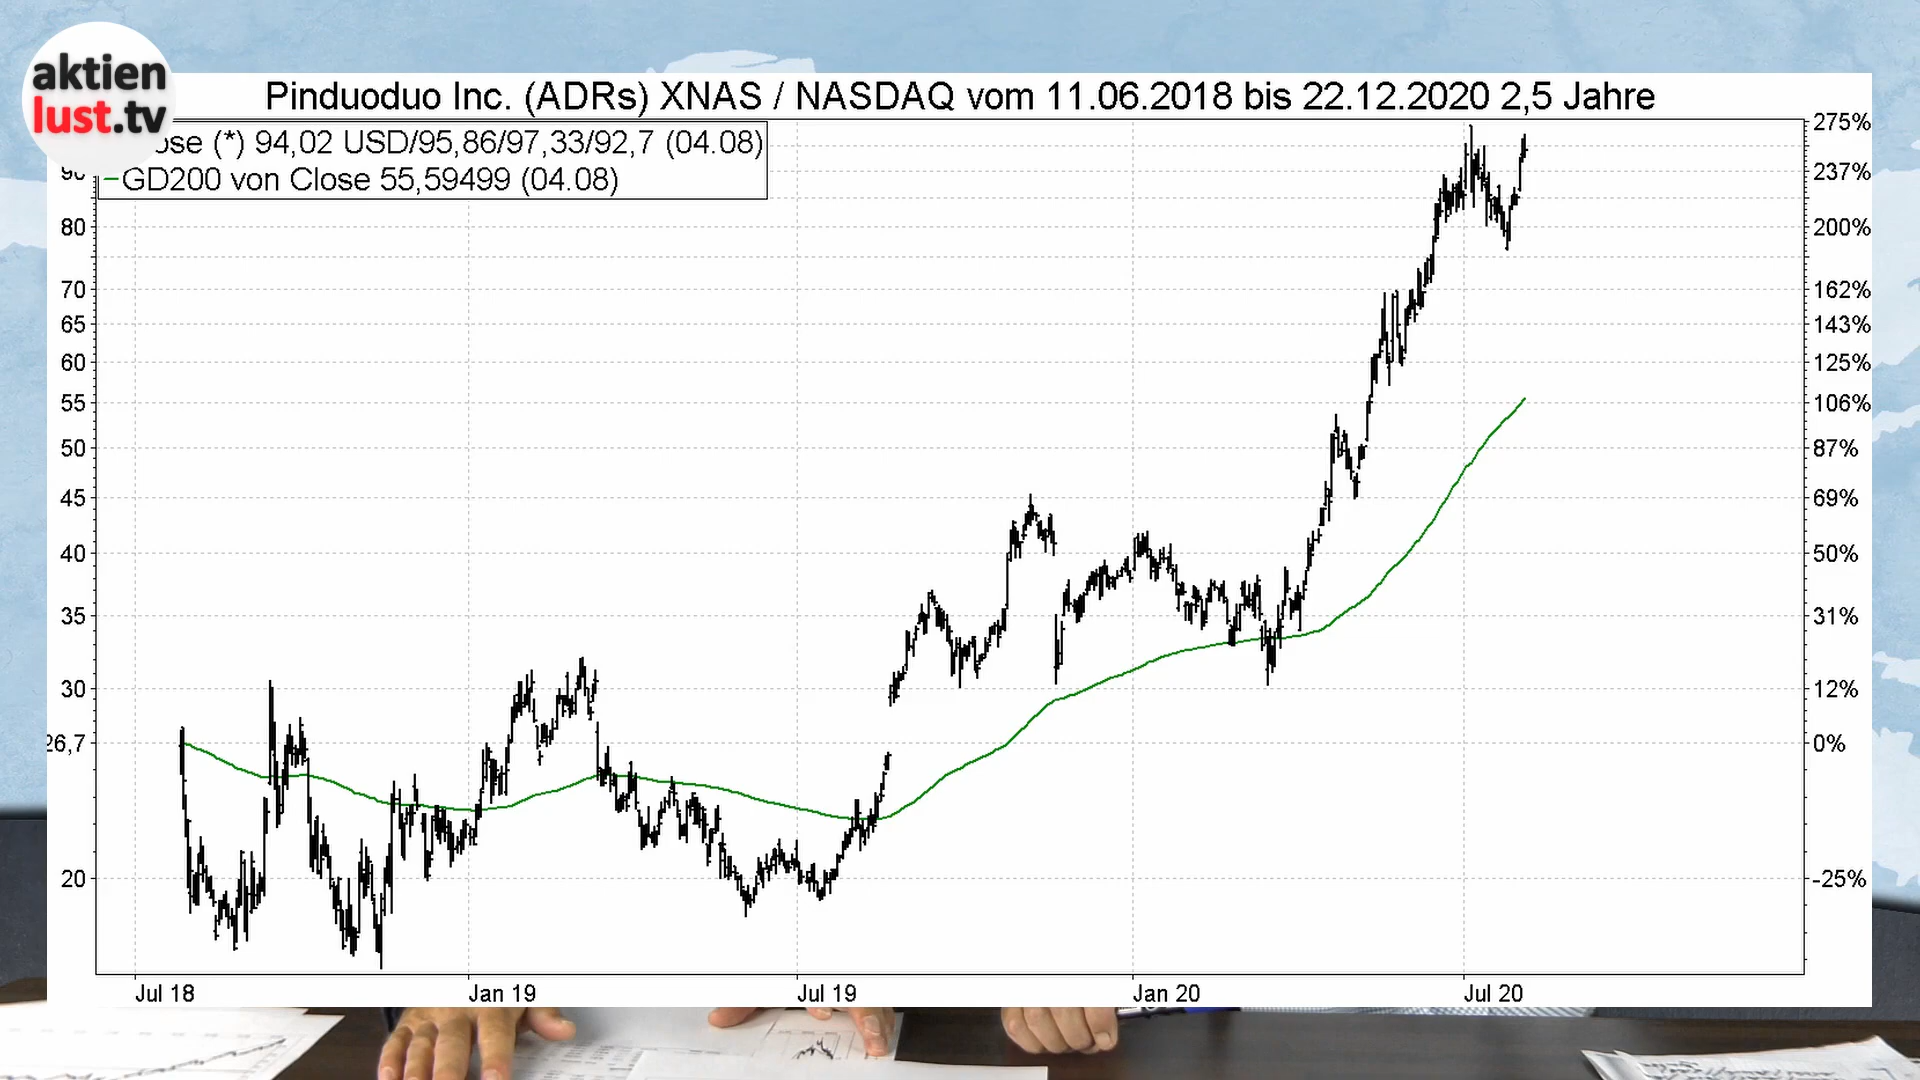 aktien
lust.tv
Pinduoduo Inc. (ADRs) XNAS / NASDAQ vom 11.06.2018 bis 22.12.2020 2,5 Jahre
(*) 94,02 USD/95,86/97,33/92,7 (04.08)
GD200 von Close 55,59499 (04.08)
275%
237%
80 200%
70 162%
65 143%
60 125%
55 106%
50 87%
45 69%
40 50%
35 31%
30 12%
26,7 0%
20 -25%
Jul 18 Jan 19 Jul 19 Jan 20 Jul 20